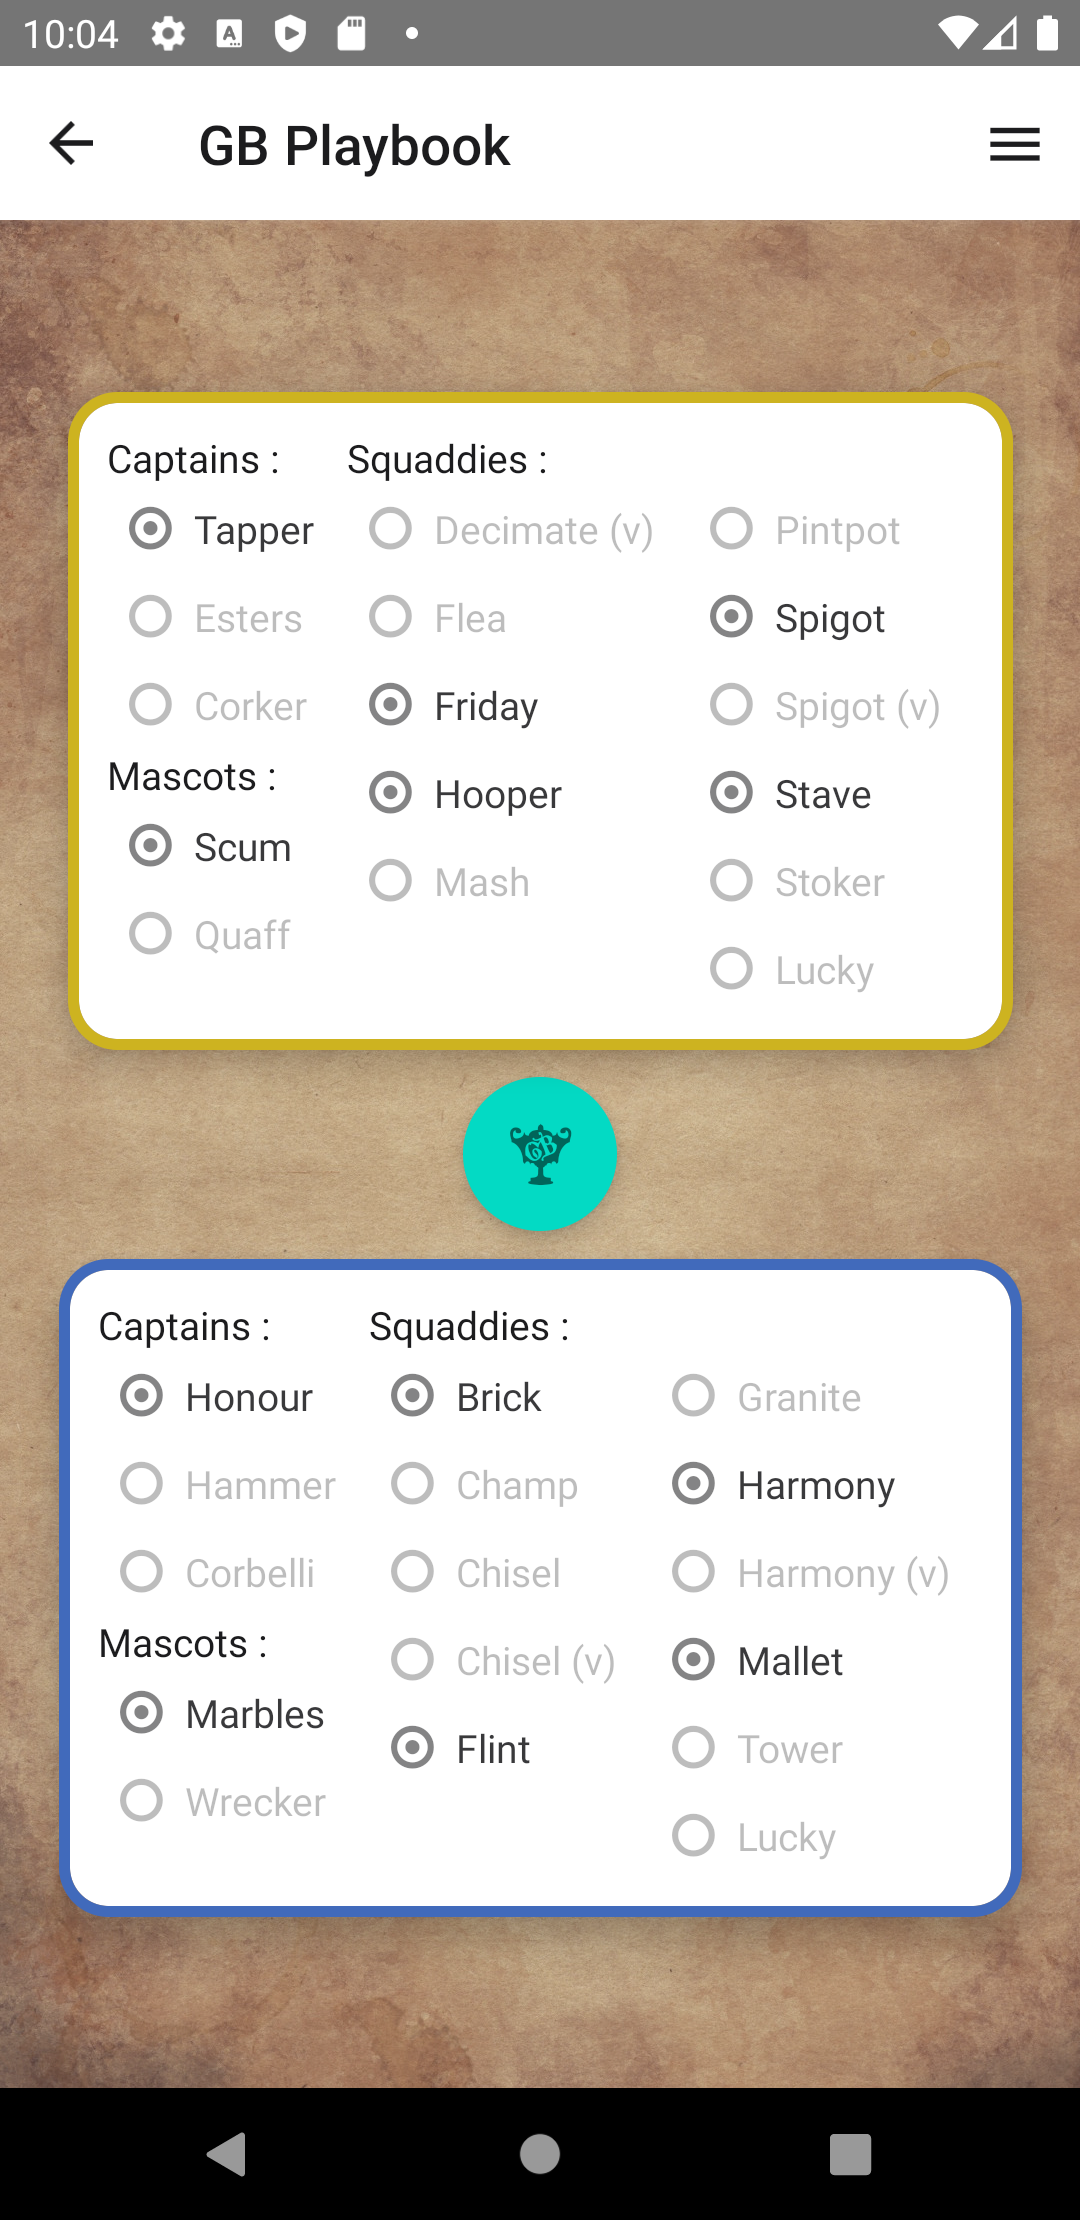 10:04
GB Playbook
Captains :
Tapper
Esters
Corker
Mascots :
Scum
Quaff
Squaddies :
Decimate (v)
Flea
Friday
Hooper
Mash
Pintpot
Spigot
Spigot (v)
Stave
Stoker
Lucky
GB
Captains :
Honour
Hammer
Corbelli
Mascots :
Marbles
Wrecker
Squaddies :
Brick
Champ
Chisel
Chisel (v)
Flint
Granite
Harmony
Harmony (v)
Mallet
Tower
Lucky